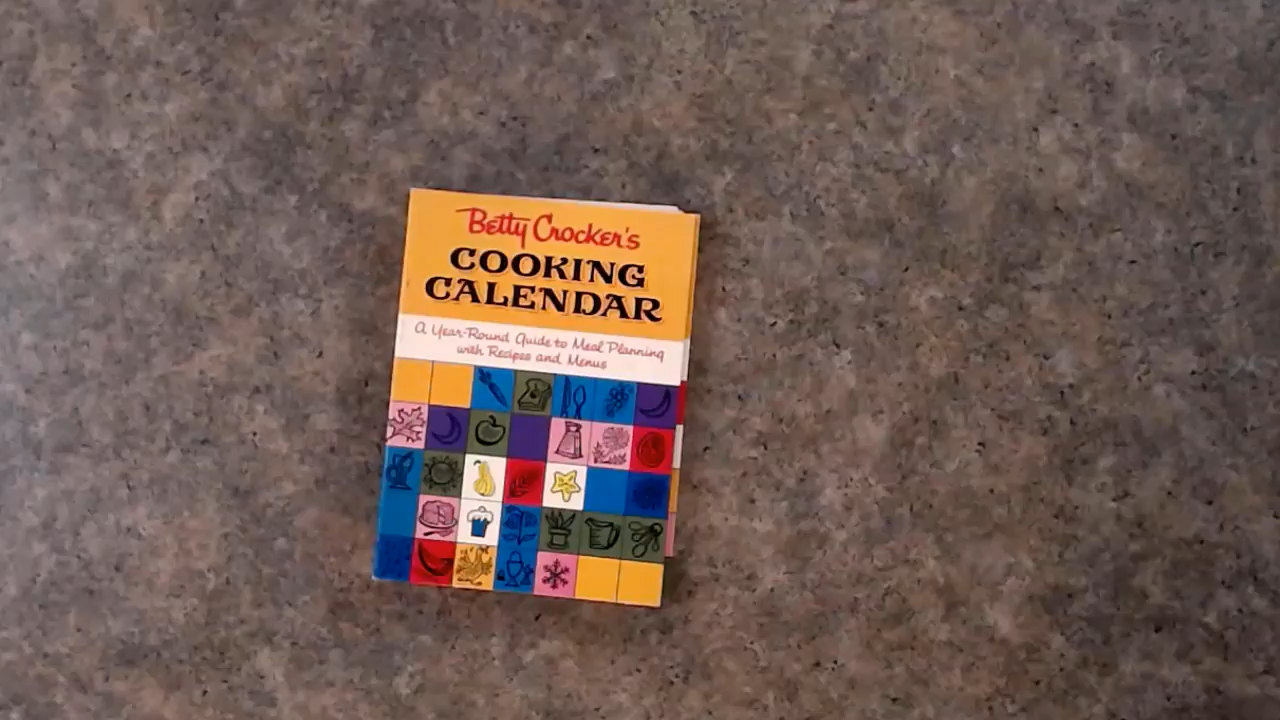 Betty Crocker's
COOKING
CALENDAR
A Year-Round Guide to Meal Planning
with Recipes and Menus